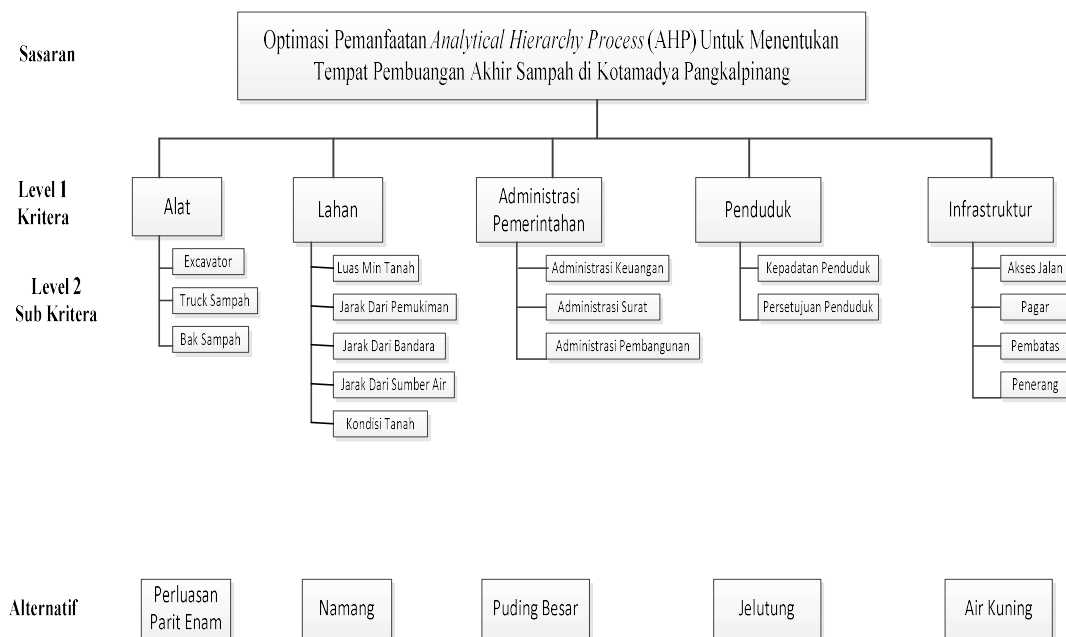 Sasaran
Optimasi Pemanfaatan Analytical Hierarchy Process (AHP) Untuk Menentukan
Tempat Pembuangan Akhir Sampah di Kotamadya Pangkalpinang
Level 1
Kritera
Alat
Lahan
Administrasi
Pemerintahan
Penduduk
Infrastruktur
Level 2
Sub Kritera
Excavator
Truck Sampah
Bak Sampah
Luas Min Tanah
Jarak Dari Pemukiman
Jarak Dari Bandara
Jarak Dari Sumber Air
Kondisi Tanah
Administrasi Keuangan
Administrasi Surat
Administrasi Pembangunan
Kepadatan Penduduk
Persetujuan Penduduk
Akses Jalan
Pagar
Pembatas
Penerang
Alternatif
Perluasan
Parit Enam
Namang
Puding Besar
Jelutung
Air Kuning